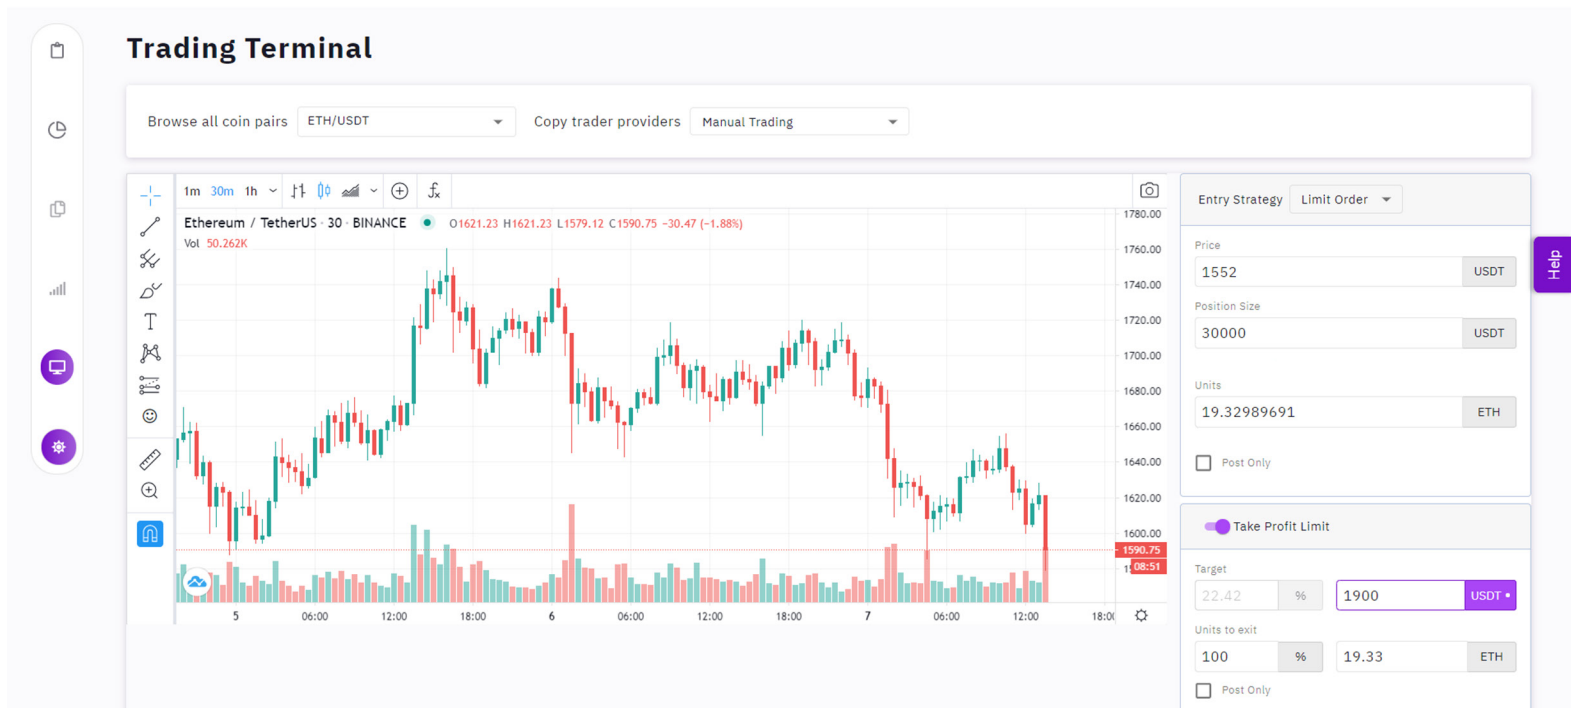 Trading Terminal
Browse all coin pairs ETH/USDT Copy trader providers Manual Trading
1m 30m 1h fx
Ethereum / TetherUS · 30 · BINANCE O1621.23 H1621.23 L1579.12 C1590.75 −30.47 (−1.88%)
Vol 50.262K
1780.00
1760.00
1740.00
1720.00
1700.00
1680.00
1660.00
1640.00
1620.00
1600.00
1590.75
08:51
5 06:00 12:00 18:00 6 06:00 12:00 18:00 7 06:00 12:00 18:00
Entry Strategy Limit Order
Price
1552 USDT
Position Size
30000 USDT
Units
19.32989691 ETH
Post Only
Take Profit Limit
Target
22.42 % 1900 USDT •
Units to exit
100 % 19.33 ETH
Post Only
Help